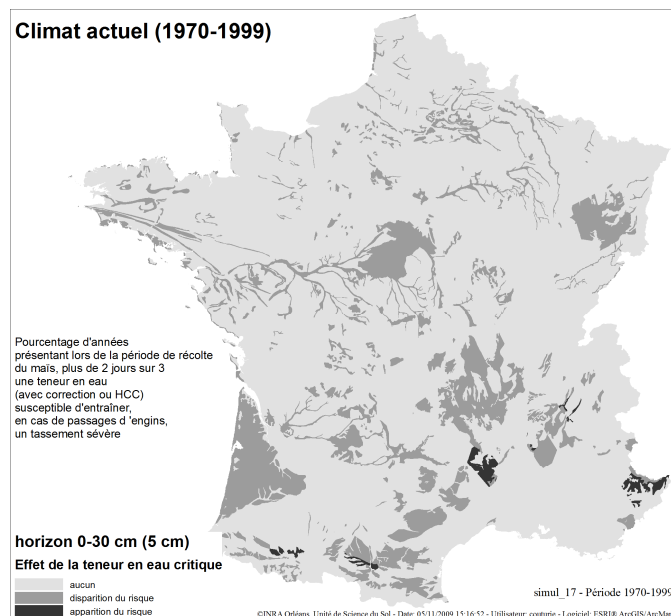 Climat actuel (1970-1999)
Pourcentage d'années
présentant lors de la période de récolte
du maïs, plus de 2 jours sur 3
une teneur en eau
(avec correction ou HCC)
susceptible d'entraîner,
en cas de passages d 'engins,
un tassement sévère
horizon 0-30 cm (5 cm)
Effet de la teneur en eau critique
aucun
disparition du risque
apparition du risque
simul_17 - Période 1970-1999
©INRA Orléans, Unité de Science du Sol - Date: 05/11/2009 15:16:52 - Utilisateur: couturie - Logiciel: ESRI® ArcGIS/ArcMap